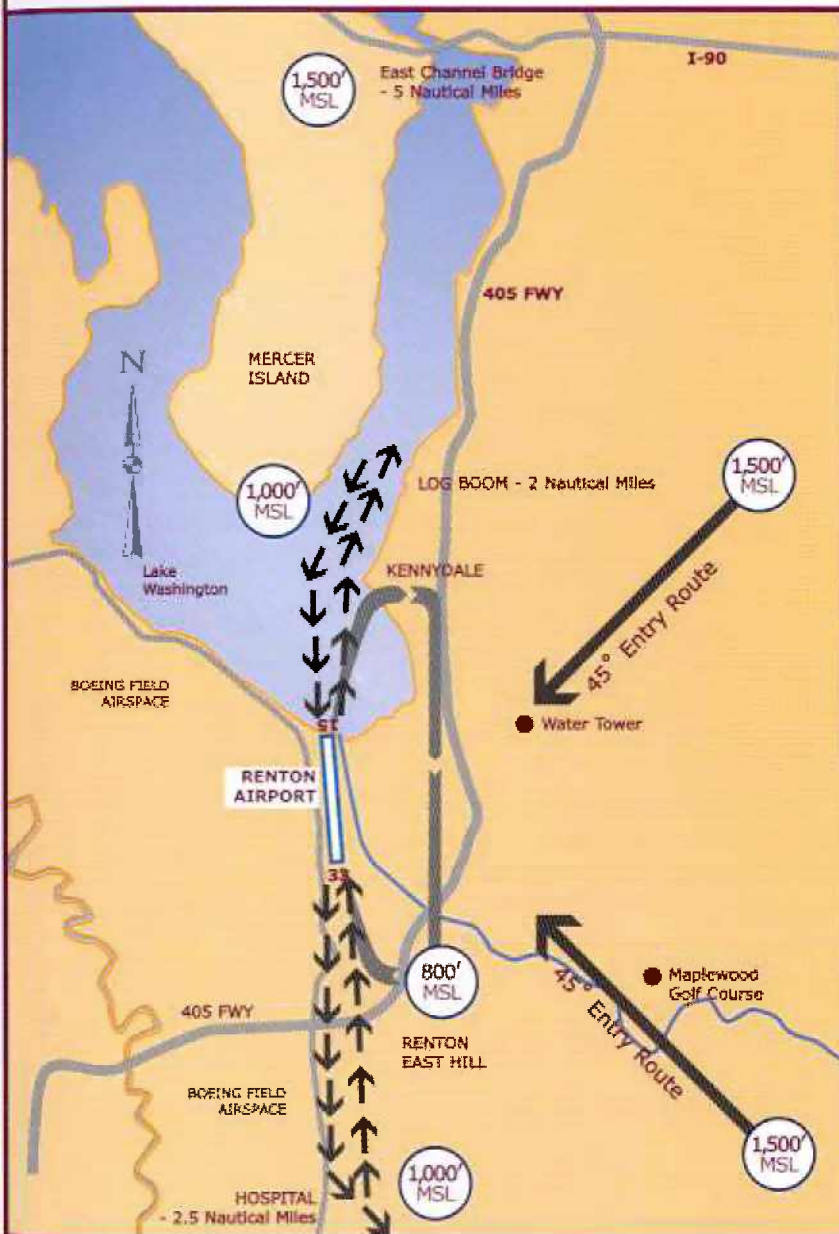 1,500'
MSL
East Channel Bridge
- 5 Nautical Miles
I-90
405 FWY
N
MERCER
ISLAND
1,500'
MSL
1,000'
MSL
LOG BOOM - 2 Nautical Miles
Lake
Washington
KENNYDALE
45° Entry Route
BOEING FIELD
AIRSPACE
15
Water Tower
RENTON
AIRPORT
33
800'
MSL
Maplewood
Golf Course
45° Entry Route
405 FWY
RENTON
EAST HILL
BOEING FIELD
AIRSPACE
1,500'
MSL
1,000'
MSL
HOSPITAL
- 2.5 Nautical Miles